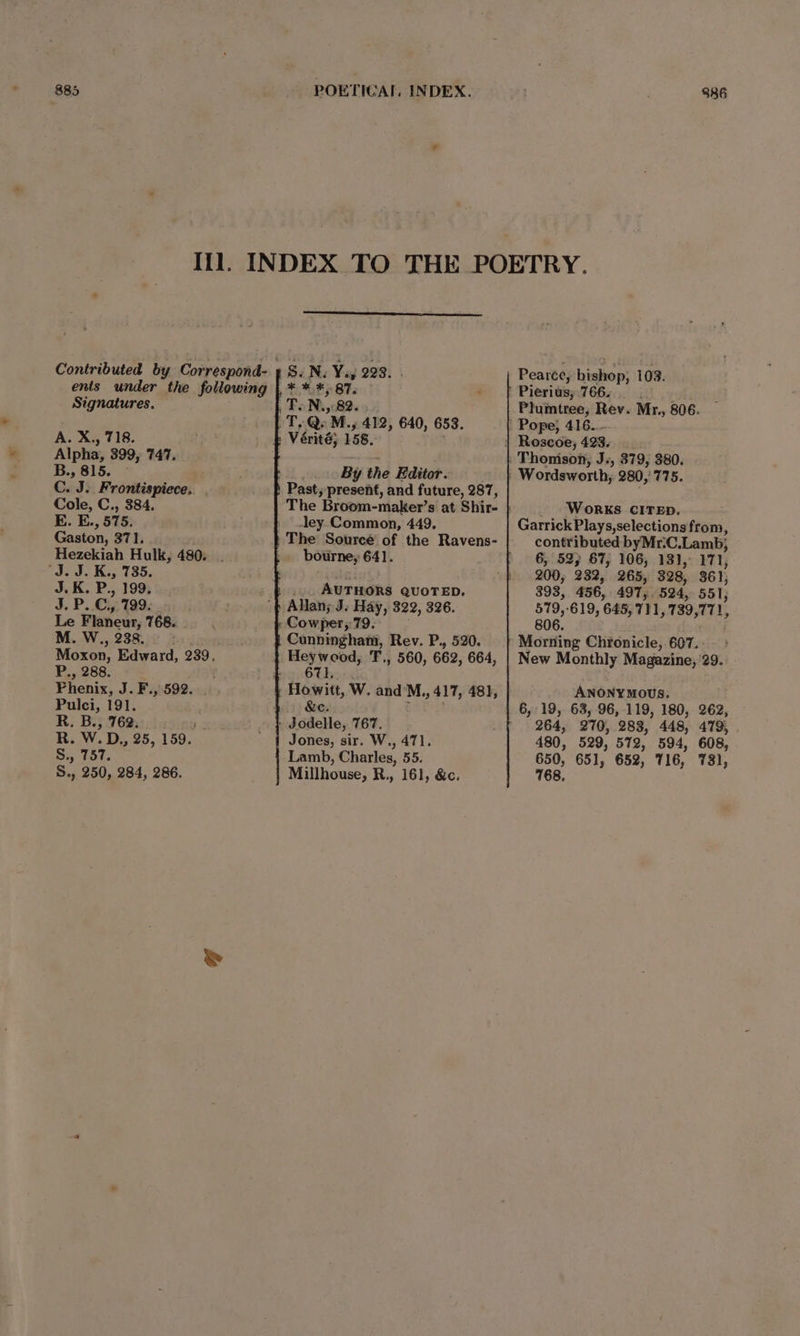 885
POETICAL INDEX.
886
III. INDEX TO THE POETRY.
Contributed by Correspond-
ents under the following
Signatures.
A. X., 718.
Alpha, 399, 747.
B., 815.
C. J. Frontispiece.
Cole, C., 384.
E. E., 575.
Gaston, 371.
Hezekiah Hulk, 480.
J. J. K., 735.
J. K. P., 199.
J. P. C., 799.
Le Flaneur, 768.
M. W., 238.
Moxon, Edward, 239.
P., 288.
Phenix, J. F., 592.
Pulci, 191.
R. B., 762.
R. W. D., 25, 159.
S., 757.
S., 250, 284, 286.
S. N. Y., 223.
* * *, 87.
T. N., 82.
T. Q. M., 412, 640, 653.
Vérité, 158.
By the Editor.
Past, present, and future, 287,
The Broom-maker's at Shir-
ley Common, 449.
The Source of the Ravens-
bourne, 641.
AUTHORS QUOTED.
Allan, J. Hay, 322, 326.
Cowper, 79.
Cunningham, Rev. P., 520.
Heywood, T., 560, 662, 664,
671.
Howitt, W. and M., 417, 481,
&c.
Jodelle, 767.
Jones, sir. W., 471.
Lamb, Charles, 55.
Millhouse, R., 161, &c.
Pearce, bishop, 103.
Pierius, 766.
Plumtree, Rev. Mr., 806.
Pope, 416.
Roscoe, 423.
Thomson, J., 379, 380.
Wordsworth, 280, 775.
WORKS CITED.
Garrick Plays, selections from,
contributed by Mr. C. Lamb,
6, 52, 67, 106, 131, 171,
200, 232, 265, 328, 361,
393, 456, 497, 524, 551,
579, 619, 645, 711, 739, 771,
806.
Morning Chronicle, 607.
New Monthly Magazine, 29.
ANONYMOUS.
6, 19, 63, 96, 119, 180, 262,
264, 270, 283, 448, 479,
480, 529, 572, 594, 608,
650, 651, 652, 716, 731,
768.